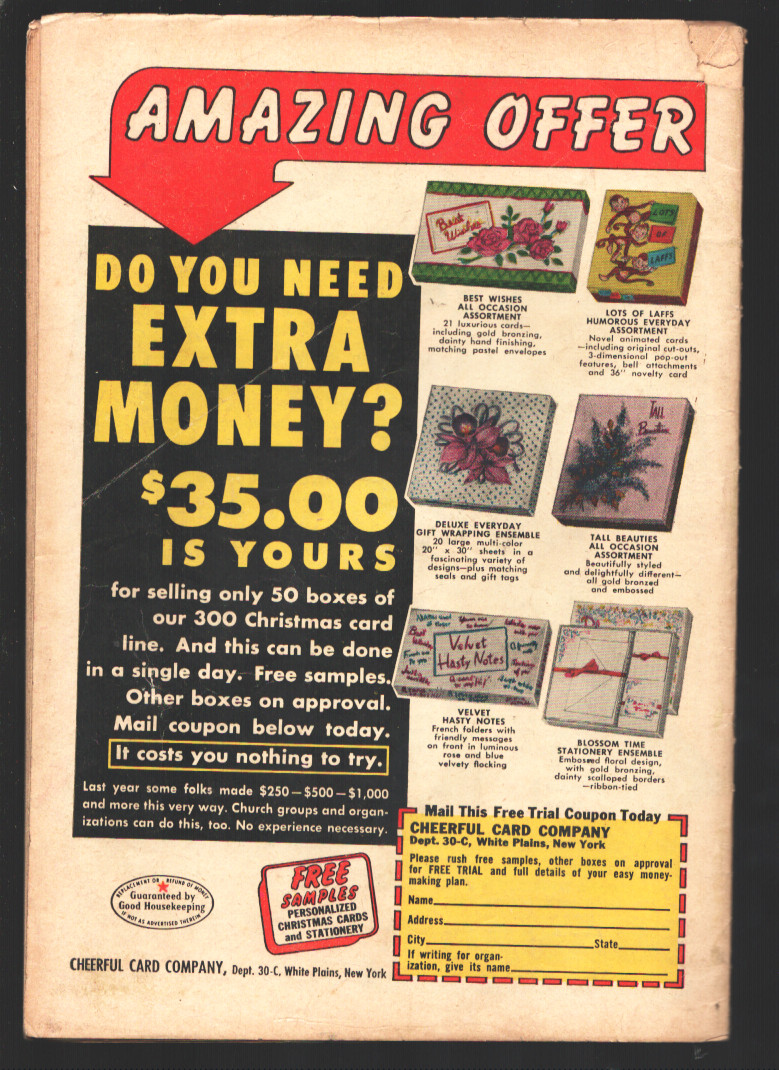 AMAZING OFFER
DO YOU NEED
EXTRA
MONEY?
$35.00
IS YOURS
for selling only 50 boxes of
our 300 Christmas card
line. And this can be done
in a single day. Free samples.
Other boxes on approval.
Mail coupon below today.
It costs you nothing to try.
Last year some folks made $250—$500—$1,000
and more this very way. Church groups and organ-
izations can do this, too. No experience necessary.
Best
Wishes
BEST WISHES
ALL OCCASION
ASSORTMENT
21 luxurious cards—
including gold bronzing,
dainty hand finishing,
matching pastel envelopes
LOTS
OF
LAFFS
LOTS OF LAFFS
HUMOROUS EVERYDAY
ASSORTMENT
Novel animated cards
—including original cut-outs,
3-dimensional pop-out
features, bell attachments
and 36" novelty card
DELUXE EVERYDAY
GIFT WRAPPING ENSEMBLE
20 large multi-color
20" x 30" sheets in a
fascinating variety of
designs—plus matching
seals and gift tags
TALL
Beauties
TALL BEAUTIES
ALL OCCASION
ASSORTMENT
Beautifully styled
and delightfully different—
all gold bronzed
and embossed
Velvet
Hasty Notes
VELVET
HASTY NOTES
French folders with
friendly messages
on front in luminous
rose and blue
velvety flocking
BLOSSOM TIME
STATIONERY ENSEMBLE
Embossed floral design,
with gold bronzing,
dainty scalloped borders
—ribbon-tied
Mail This Free Trial Coupon Today
CHEERFUL CARD COMPANY
Dept. 30-C, White Plains, New York
Please rush free samples, other boxes on approval
for FREE TRIAL and full details of your easy money-
making plan.
Name
Address
City State
If writing for organ-
ization, give its name
REPLACEMENT OR REFUND OF MONEY
Guaranteed by
Good Housekeeping
IF NOT AS ADVERTISED THEREIN
FREE
SAMPLES
PERSONALIZED
CHRISTMAS CARDS
and STATIONERY
CHEERFUL CARD COMPANY, Dept. 30-C, White Plains, New York